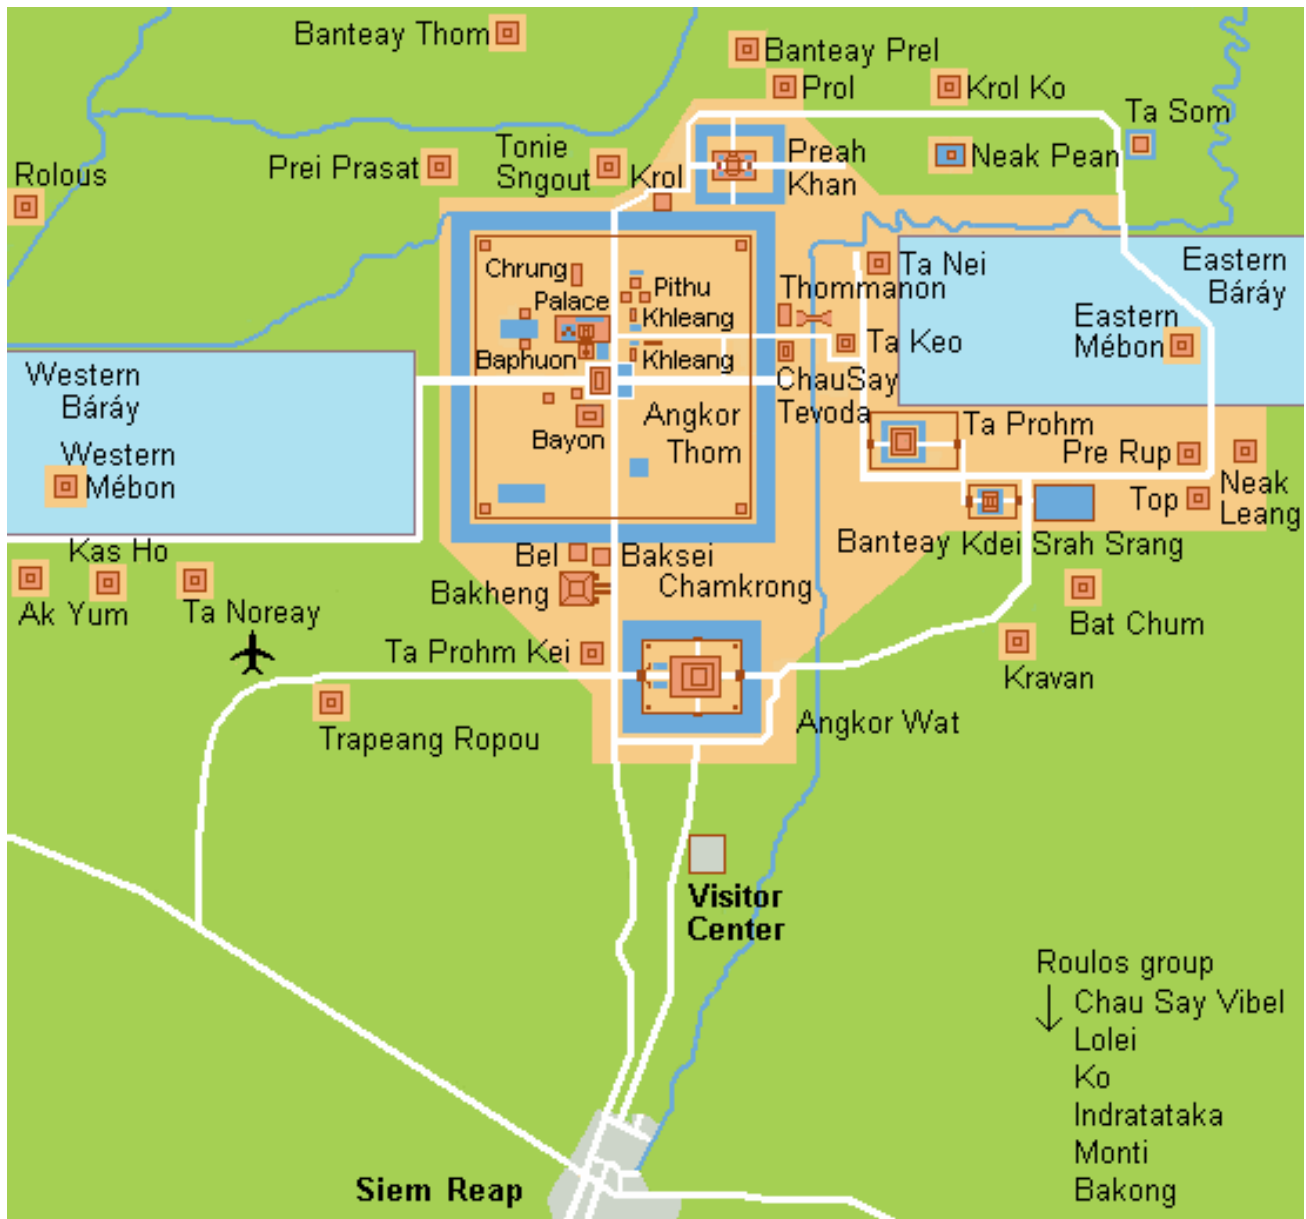 Banteay Thom
Banteay Prel
Prol
Krol Ko
Ta Som
Tonie
Sngout
Prei Prasat
Krol
Preah
Khan
Neak Pean
Rolous
Chrung
Pithu
Palace
Khleang
Baphuon
Khleang
Thommanon
Ta Nei
Eastern
Báráy
Eastern
Mébon
Ta Keo
ChauSay
Tevoda
Western
Báráy
Western
Mébon
Bayon
Angkor
Thom
Ta Prohm
Pre Rup
Top
Neak
Leang
Banteay Kdei
Srah Srang
Kas Ho
Ak Yum
Ta Noreay
Bel
Baksei
Chamkrong
Bakheng
Bat Chum
Kravan
Ta Prohm Kei
Trapeang Ropou
Angkor Wat
Visitor
Center
Roulos group
Chau Say Vibel
Lolei
Ko
Indratataka
Monti
Bakong
Siem Reap